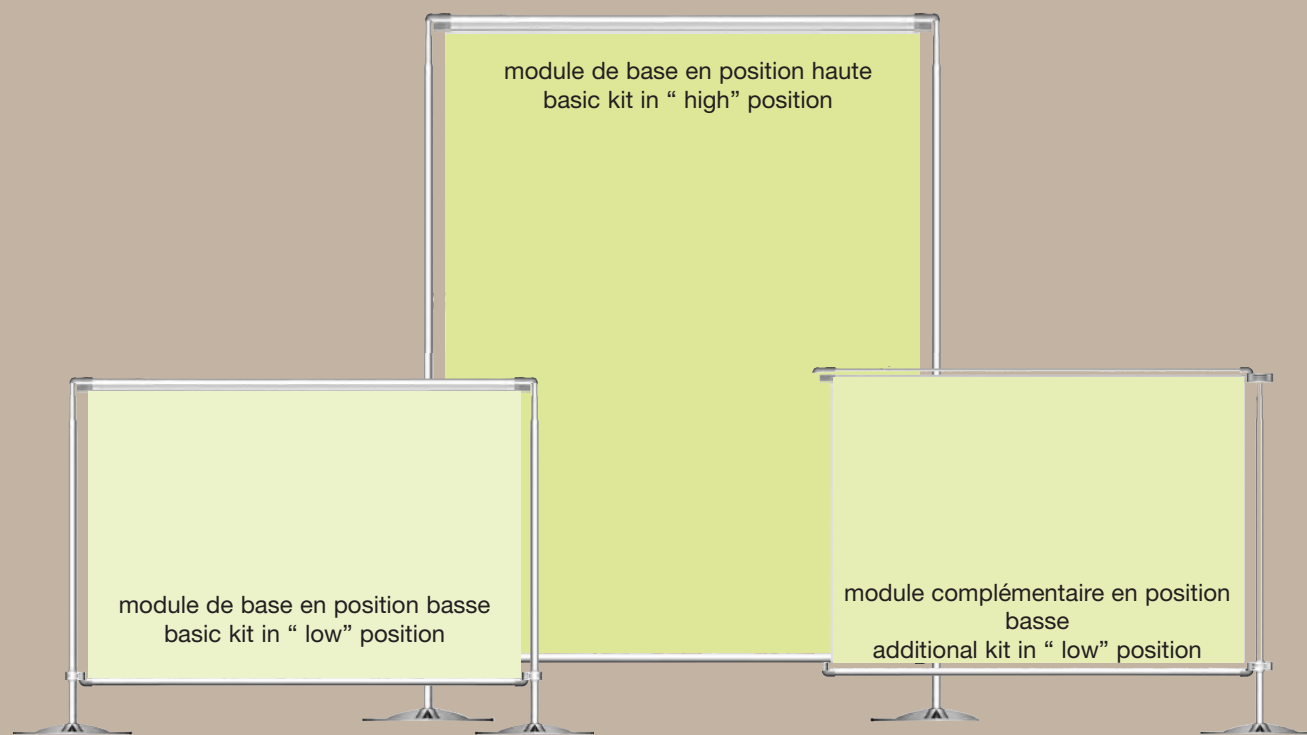 module de base en position haute
basic kit in “ high” position
module de base en position basse
basic kit in “ low” position
module complémentaire en position
basse
additional kit in “ low” position